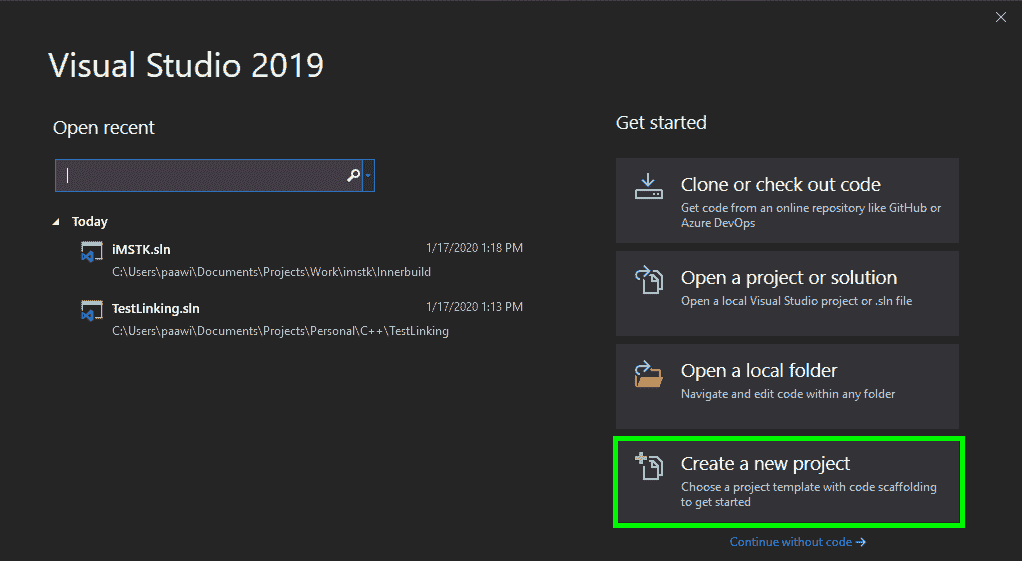 Visual Studio 2019
Open recent
Today
iMSTK.sln
1/17/2020 1:18 PM
C:\Users\paawi\Documents\Projects\Work\imstk\Innerbuild
TestLinking.sln
1/17/2020 1:13 PM
C:\Users\paawi\Documents\Projects\Personal\C++\TestLinking
Get started
Clone or check out code
Get code from an online repository like GitHub or
Azure DevOps
Open a project or solution
Open a local Visual Studio project or .sln file
Open a local folder
Navigate and edit code within any folder
Create a new project
Choose a project template with code scaffolding
to get started
Continue without code →